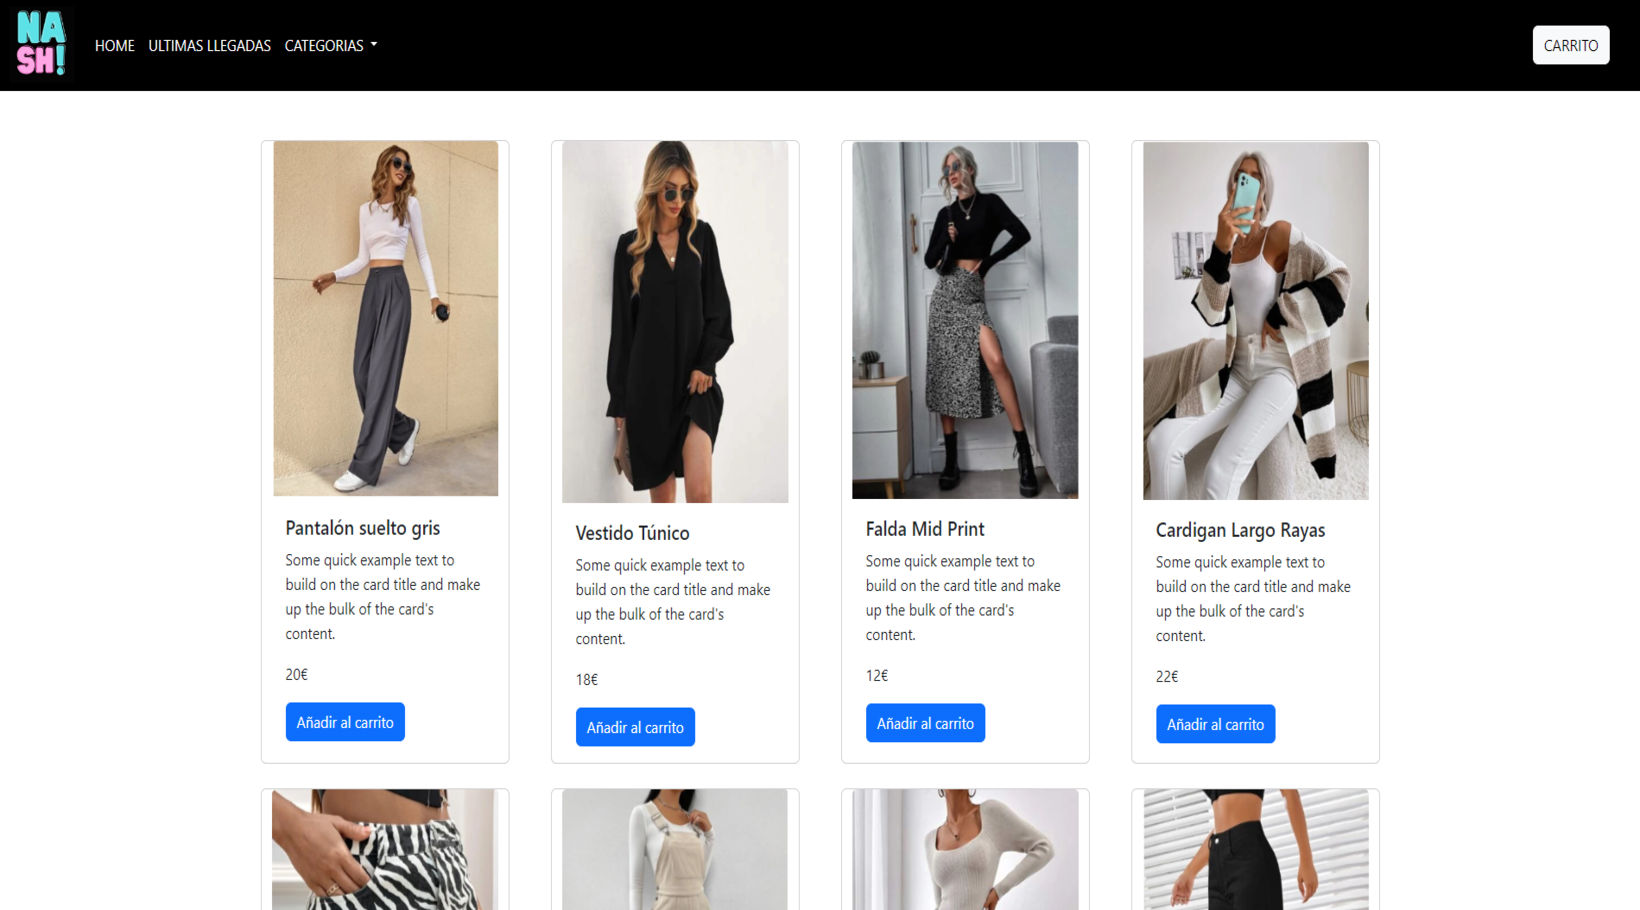 NA
SH!
HOME ULTIMAS LLEGADAS CATEGORIAS
CARRITO
Pantalón suelto gris
Some quick example text to
build on the card title and make
up the bulk of the card's
content.
20€
Añadir al carrito
Vestido Túnico
Some quick example text to
build on the card title and make
up the bulk of the card's
content.
18€
Añadir al carrito
Falda Mid Print
Some quick example text to
build on the card title and make
up the bulk of the card's
content.
12€
Añadir al carrito
Cardigan Largo Rayas
Some quick example text to
build on the card title and make
up the bulk of the card's
content.
22€
Añadir al carrito